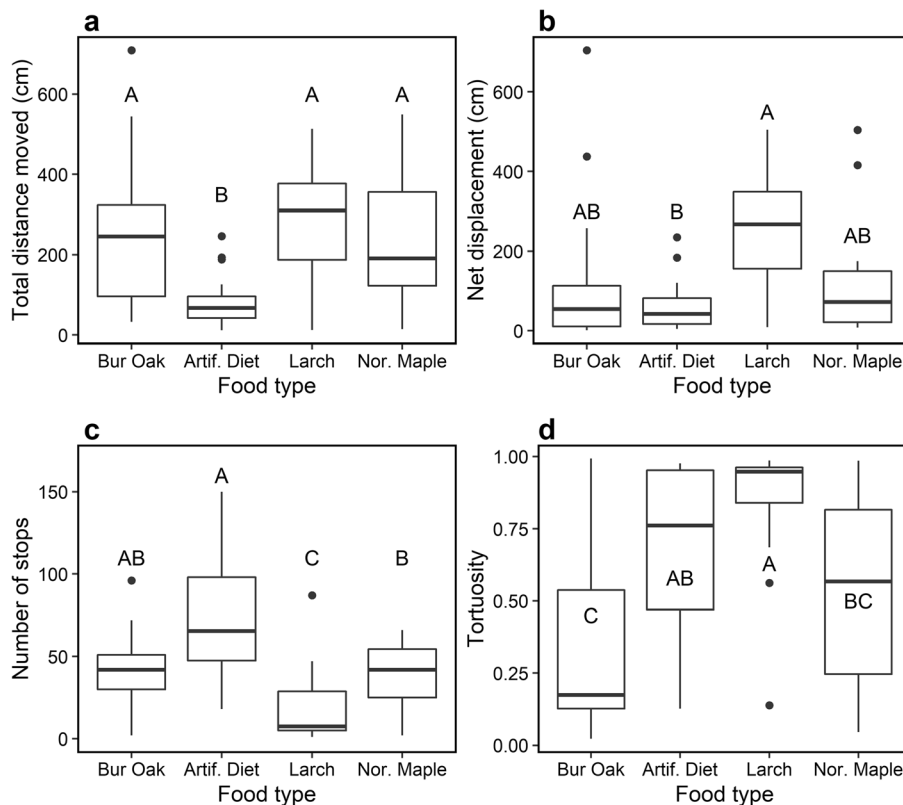 a
Total distance moved (cm)
600
400
200
0
A
B
A
A
Bur Oak Artif. Diet Larch Nor. Maple
Food type
b
Net displacement (cm)
600
400
200
0
AB
B
A
AB
Bur Oak Artif. Diet Larch Nor. Maple
Food type
c
Number of stops
150
100
50
0
AB
A
C
B
Bur Oak Artif. Diet Larch Nor. Maple
Food type
d
Tortuosity
1.00
0.75
0.50
0.25
0.00
C
AB
A
BC
Bur Oak Artif. Diet Larch Nor. Maple
Food type